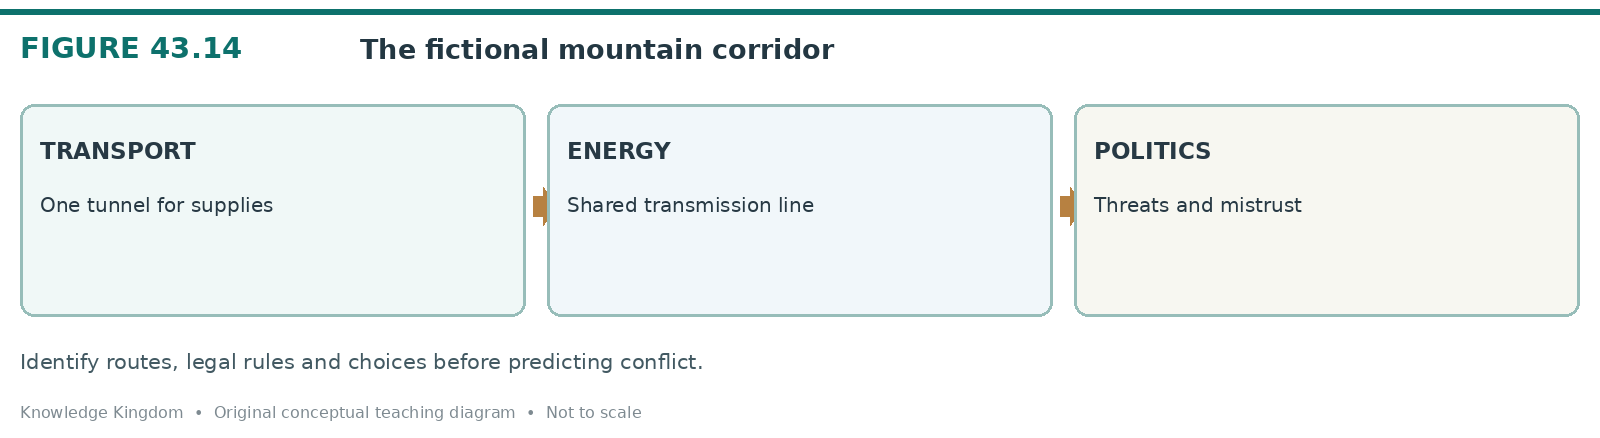 FIGURE 43.14 The fictional mountain corridor
TRANSPORT
One tunnel for supplies
ENERGY
Shared transmission line
POLITICS
Threats and mistrust
Identify routes, legal rules and choices before predicting conflict.
Knowledge Kingdom • Original conceptual teaching diagram • Not to scale